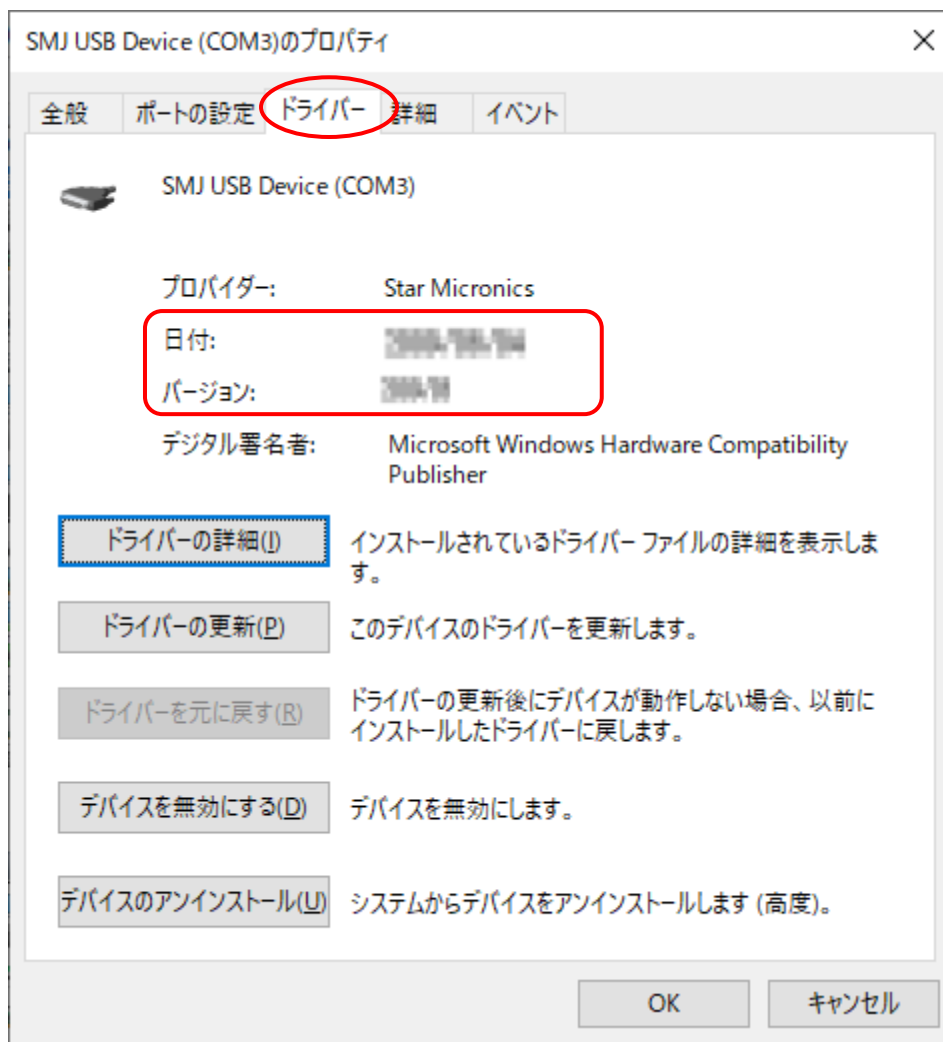 SMJ USB Device (COM3)のプロパティ
全般 ポートの設定 ドライバー 詳細 イベント
SMJ USB Device (COM3)
プロバイダー: Star Micronics
日付:
バージョン:
デジタル署名者: Microsoft Windows Hardware Compatibility
Publisher
ドライバーの詳細(I) インストールされているドライバー ファイルの詳細を表示しま
す。
ドライバーの更新(P) このデバイスのドライバーを更新します。
ドライバーを元に戻す(R) ドライバーの更新後にデバイスが動作しない場合、以前に
インストールしたドライバーに戻します。
デバイスを無効にする(D) デバイスを無効にします。
デバイスのアンインストール(U) システムからデバイスをアンインストールします (高度)。
OK キャンセル